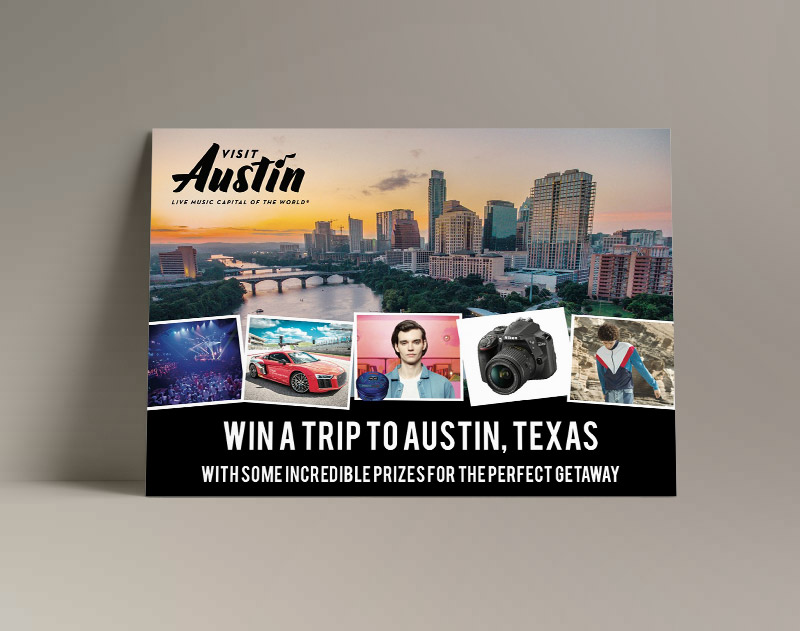 VISIT
Austin
LIVE MUSIC CAPITAL OF THE WORLD®
Nikon
WIN A TRIP TO AUSTIN, TEXAS
WITH SOME INCREDIBLE PRIZES FOR THE PERFECT GETAWAY